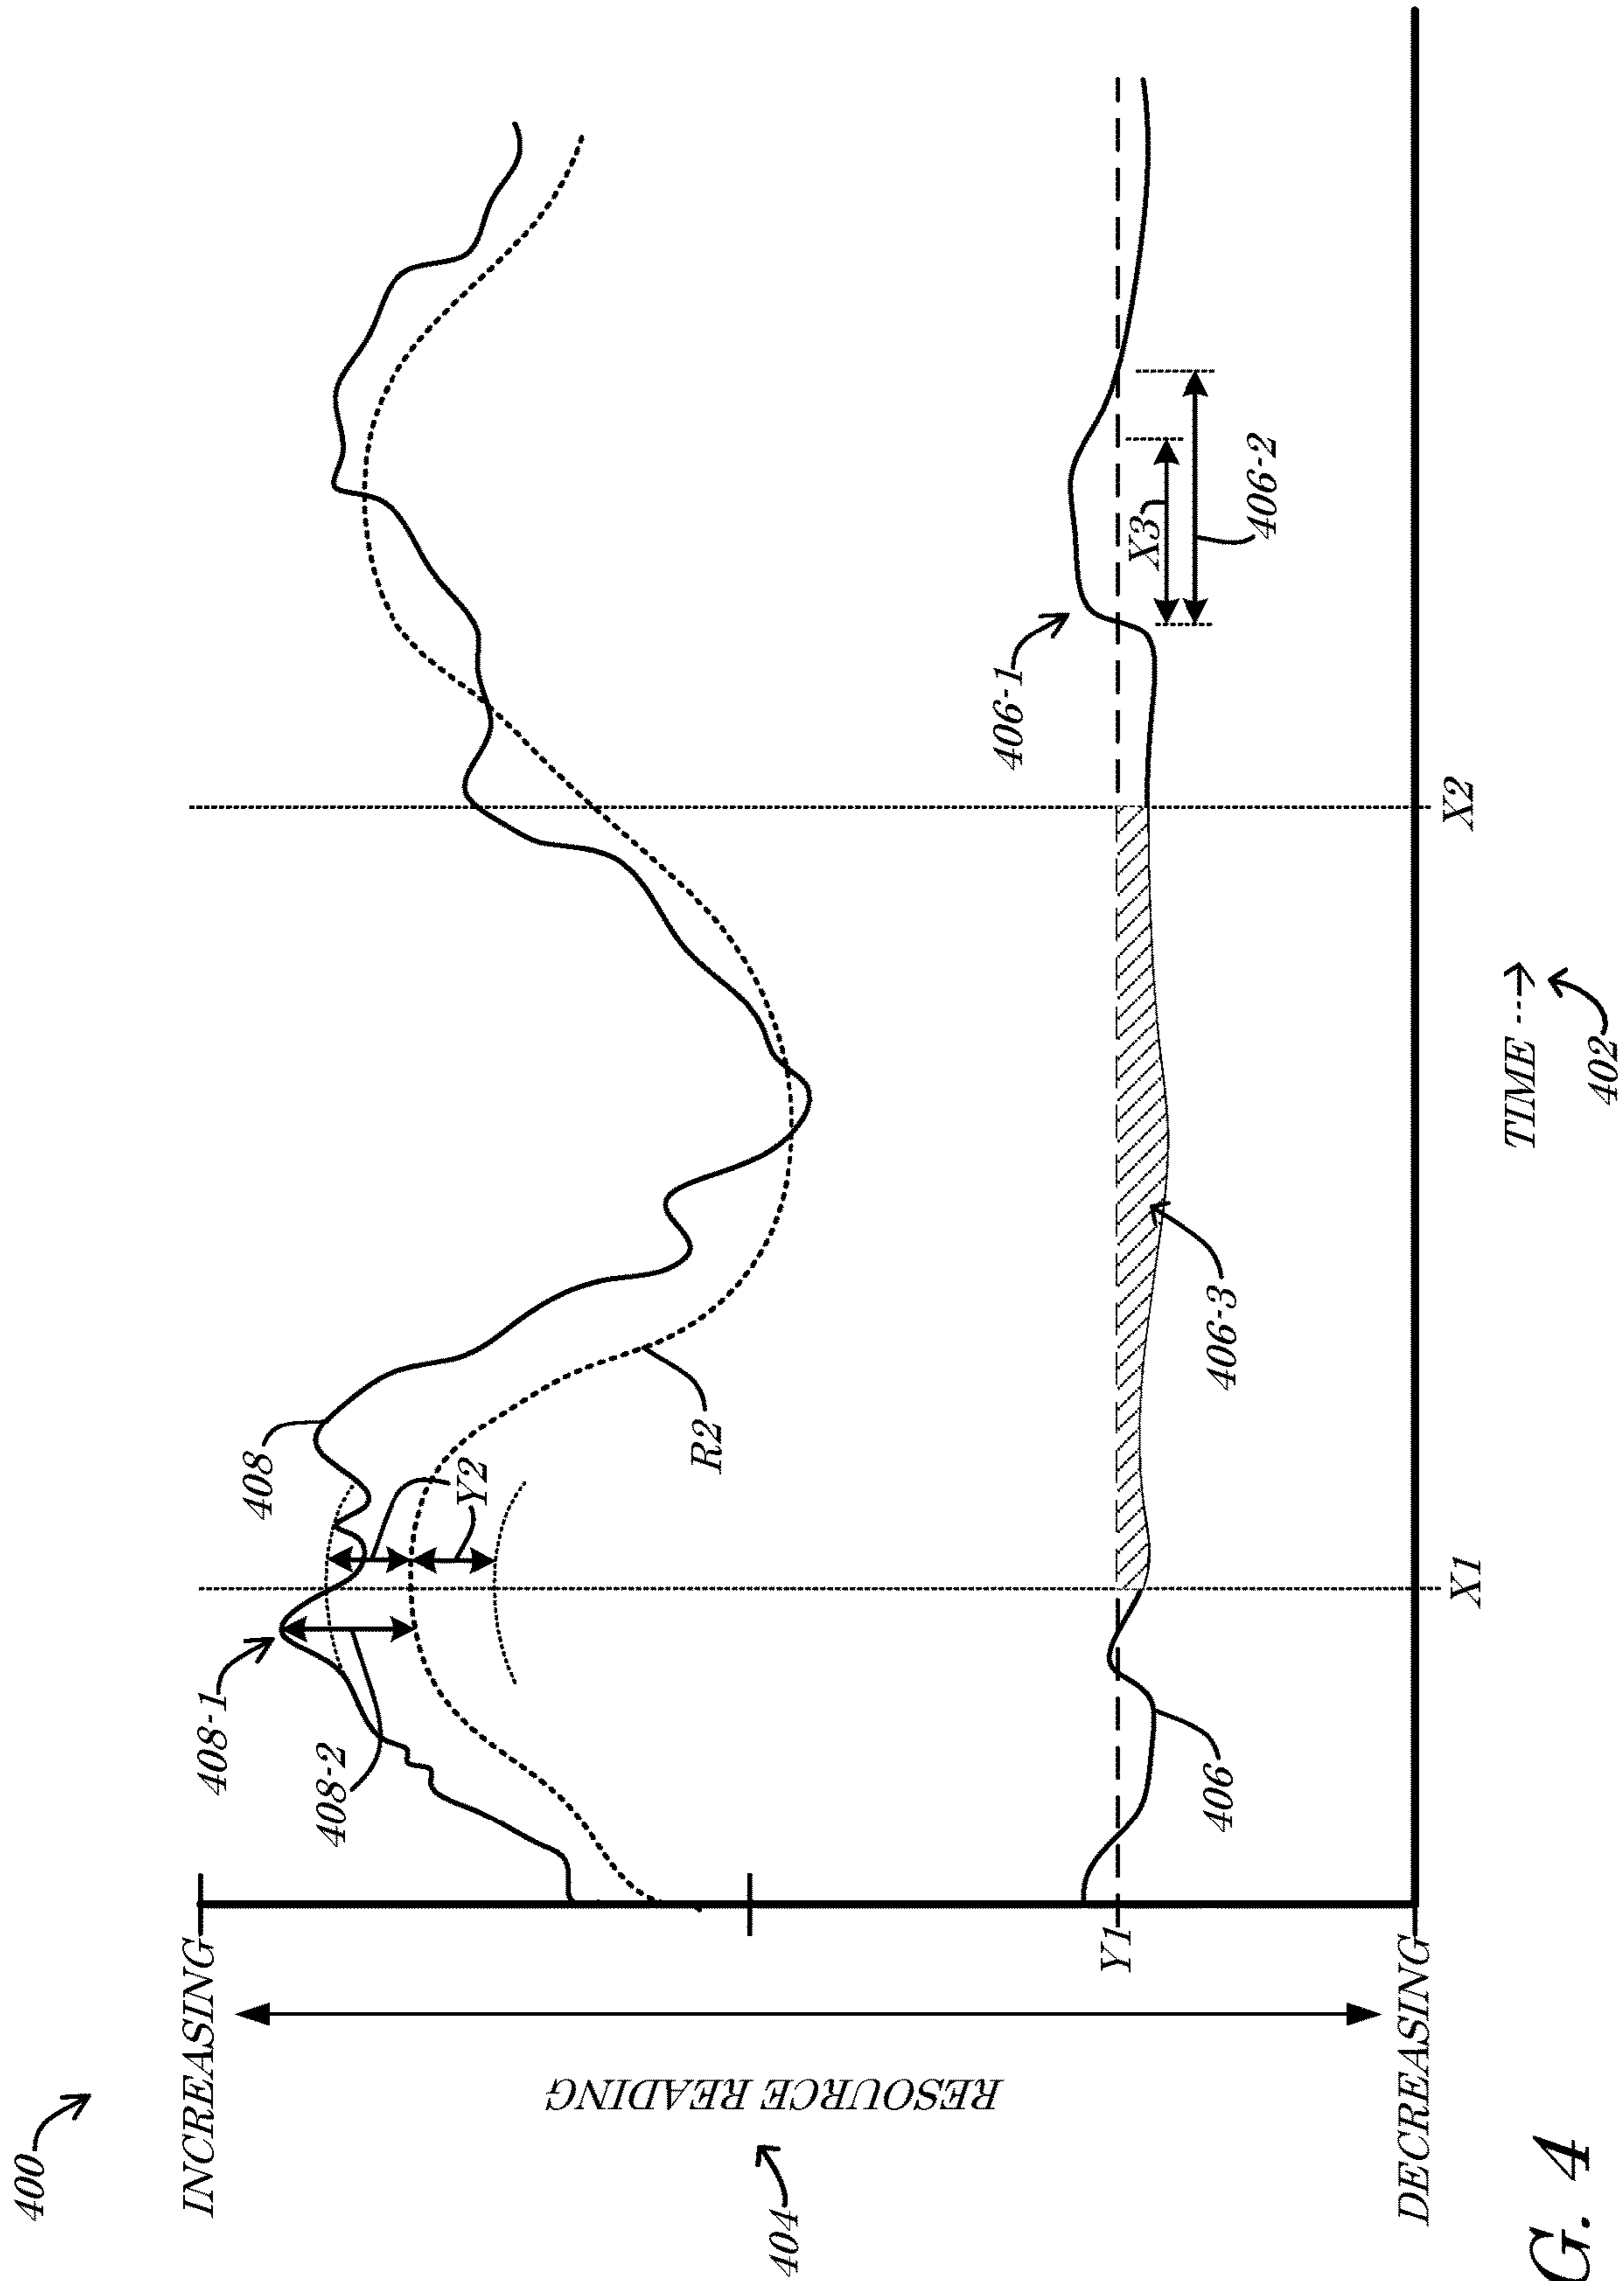 400
INCREASING
408-1
408-2
408
Y2
R2
RESOURCE READING
404
406-1
X3
406-2
Y1
406
406-3
DECREASING
X1
X2
TIME
402
G. 4